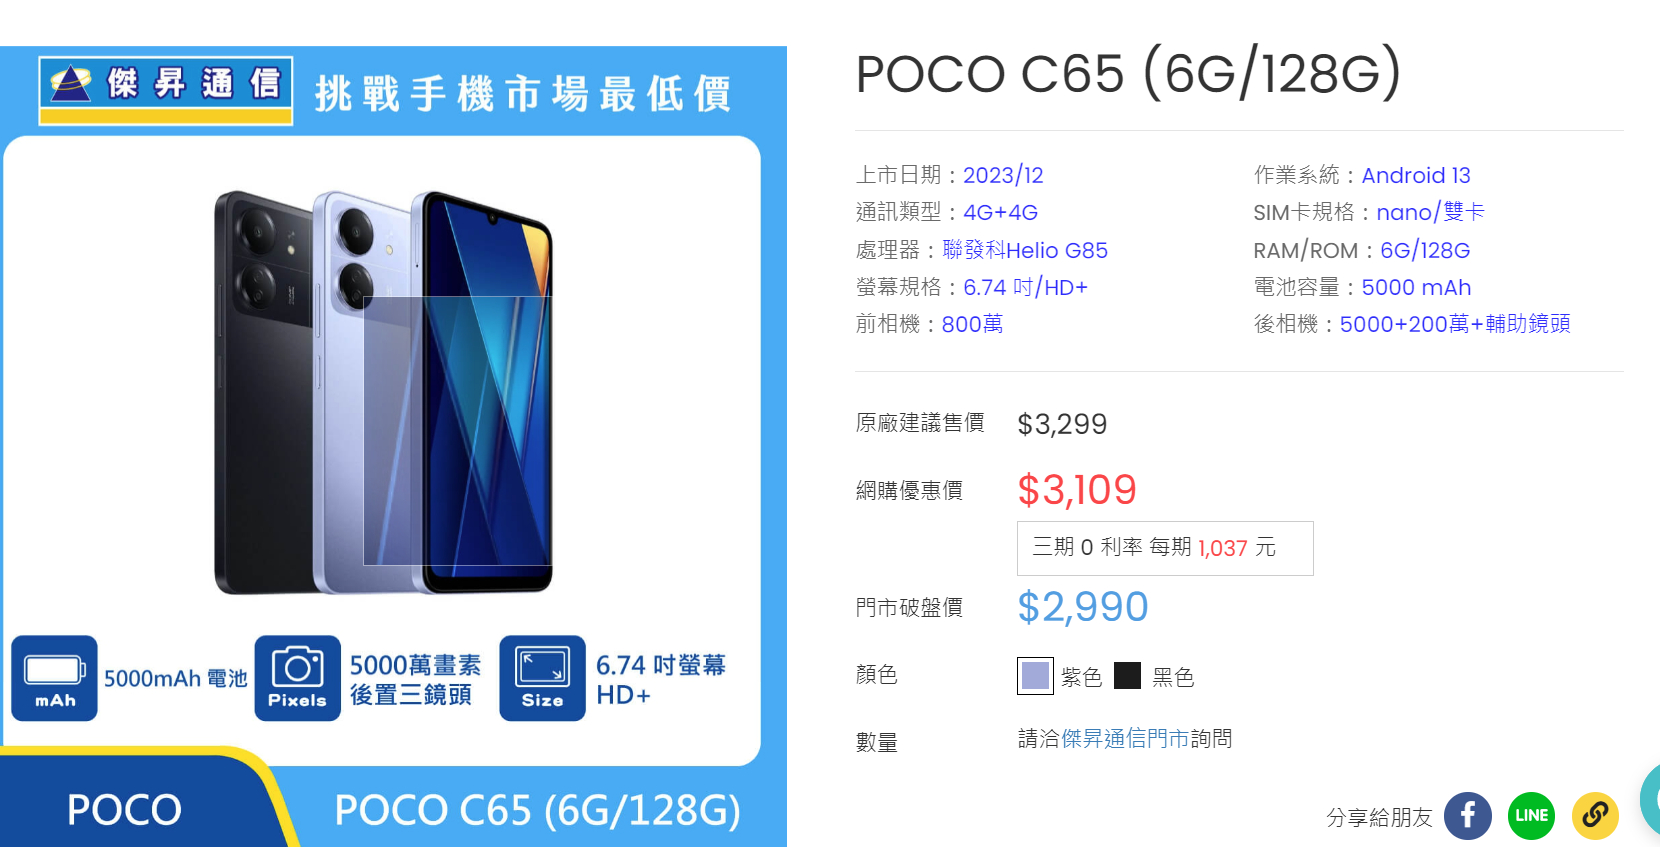 傑昇通信
挑戰手機市場最低價
mAh
5000mAh 電池
Pixels
5000萬畫素
後置三鏡頭
Size
6.74 吋螢幕
HD+
POCO
POCO C65 (6G/128G)
POCO C65 (6G/128G)
上市日期：2023/12
作業系統：Android 13
通訊類型：4G+4G
SIM卡規格：nano/雙卡
處理器：聯發科Helio G85
RAM/ROM：6G/128G
螢幕規格：6.74 吋/HD+
電池容量：5000 mAh
前相機：800萬
後相機：5000+200萬+輔助鏡頭
原廠建議售價 $3,299
網購優惠價 $3,109
三期 0 利率 每期 1,037 元
門市破盤價 $2,990
顏色 紫色 黑色
數量 請洽傑昇通信門市詢問
分享給朋友
LINE